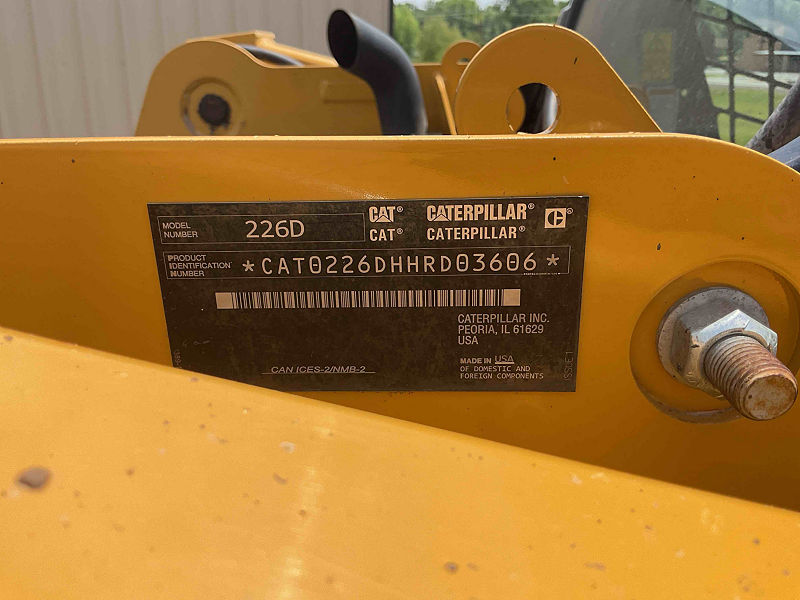 MODEL NUMBER 226D
CAT® CATERPILLAR® C®
CAT® CATERPILLAR®
PRODUCT IDENTIFICATION NUMBER *CAT0226DHHRD03606*
CATERPILLAR INC.
PEORIA, IL 61629
USA
MADE IN USA
OF DOMESTIC AND
FOREIGN COMPONENTS
CAN ICES-2/NMB-2